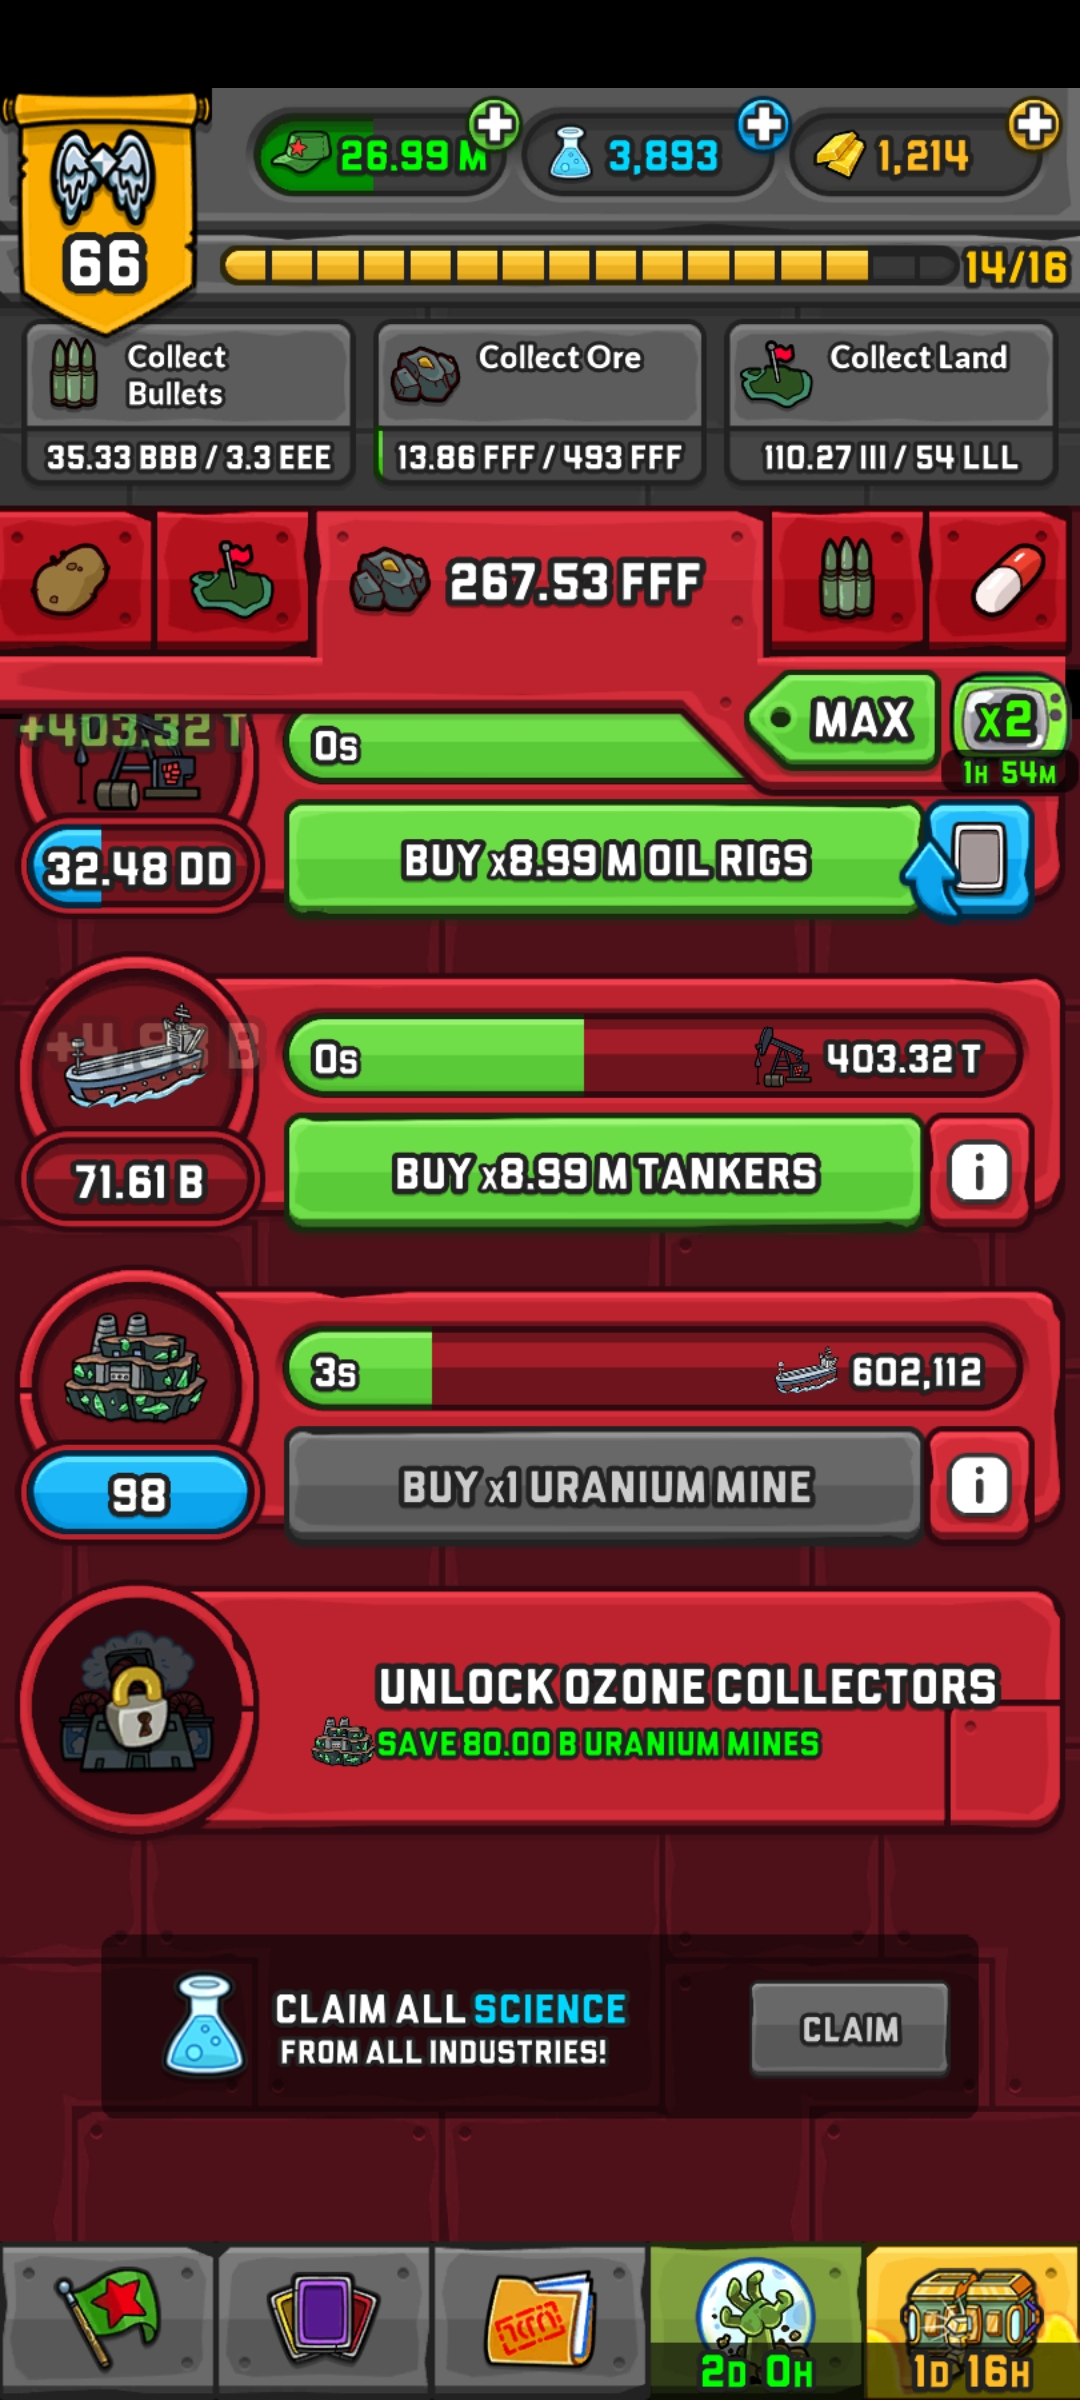 26.99 M
3,893
1,214
66
14/16
Collect
Bullets
Collect Ore
Collect Land
35.33 BBB / 3.3 EEE
13.86 FFF / 493 FFF
110.27 III / 54 LLL
267.53 FFF
MAX
x2
1H 54M
+403.32 T
0s
32.48 DD
BUY x8.99 M OIL RIGS
0s
403.32 T
71.61 B
BUY x8.99 M TANKERS
i
3s
602,112
98
BUY x1 URANIUM MINE
i
UNLOCK OZONE COLLECTORS
SAVE 80.00 B URANIUM MINES
CLAIM ALL SCIENCE
FROM ALL INDUSTRIES!
CLAIM
2D 0H
1D 16H